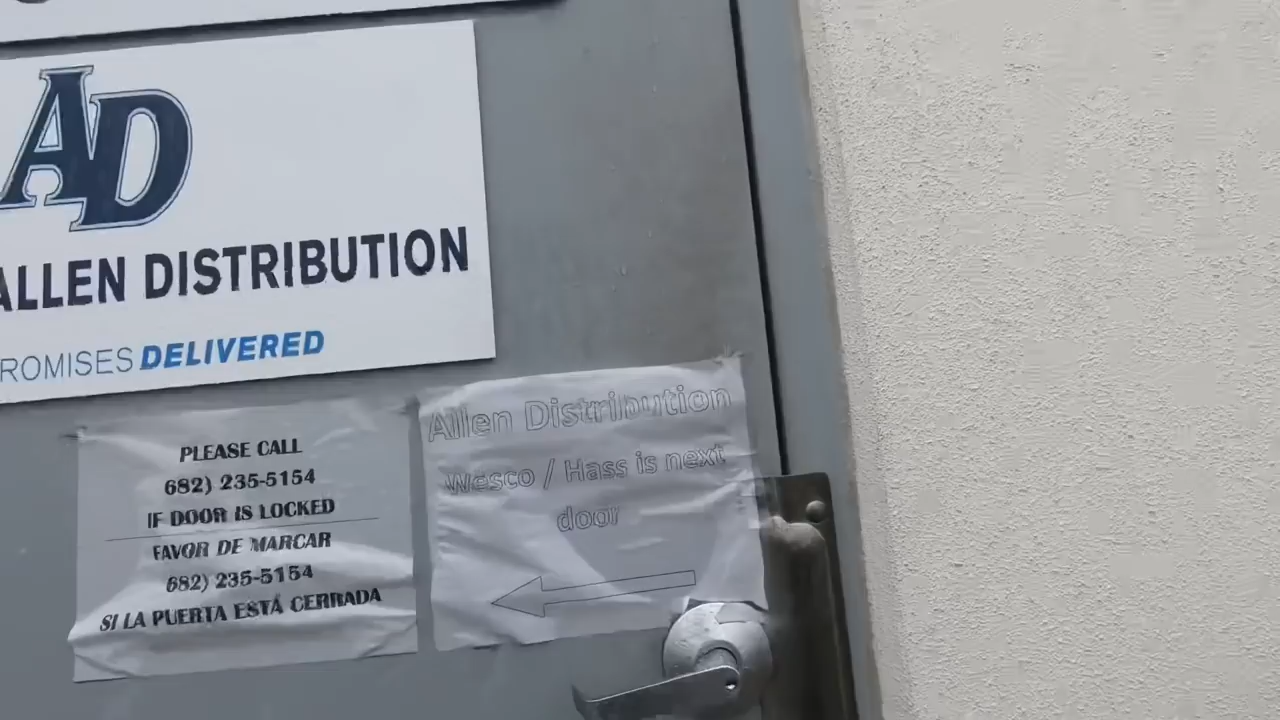 AD
ALLEN DISTRIBUTION
ROMISES DELIVERED
PLEASE CALL
682) 235-5154
IF DOOR IS LOCKED
FAVOR DE MARCAR
682) 235-5154
SI LA PUERTA ESTÁ CERRADA
Allen Distribution
Wesco / Hass is next
door